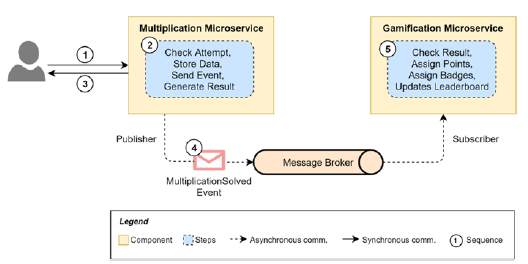 Multiplication Microservice
Gamification Microservice
1
2
Check Attempt,
Store Data,
Send Event,
Generate Result
3
5
Check Result,
Assign Points,
Assign Badges,
Updates Leaderboard
Publisher
Subscriber
4
Message Broker
MultiplicationSolved
Event
Legend
Component
Steps
Asynchronous comm.
Synchronous comm.
1
Sequence